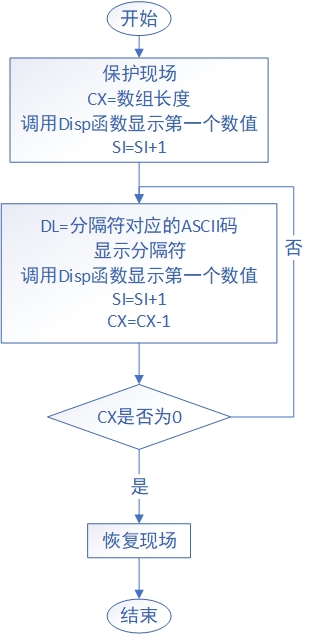 开始
保护现场
CX=数组长度
调用Disp函数显示第一个数值
SI=SI+1
DL=分隔符对应的ASCII码
显示分隔符
调用Disp函数显示第一个数值
SI=SI+1
CX=CX-1
否
CX是否为0
是
恢复现场
结束